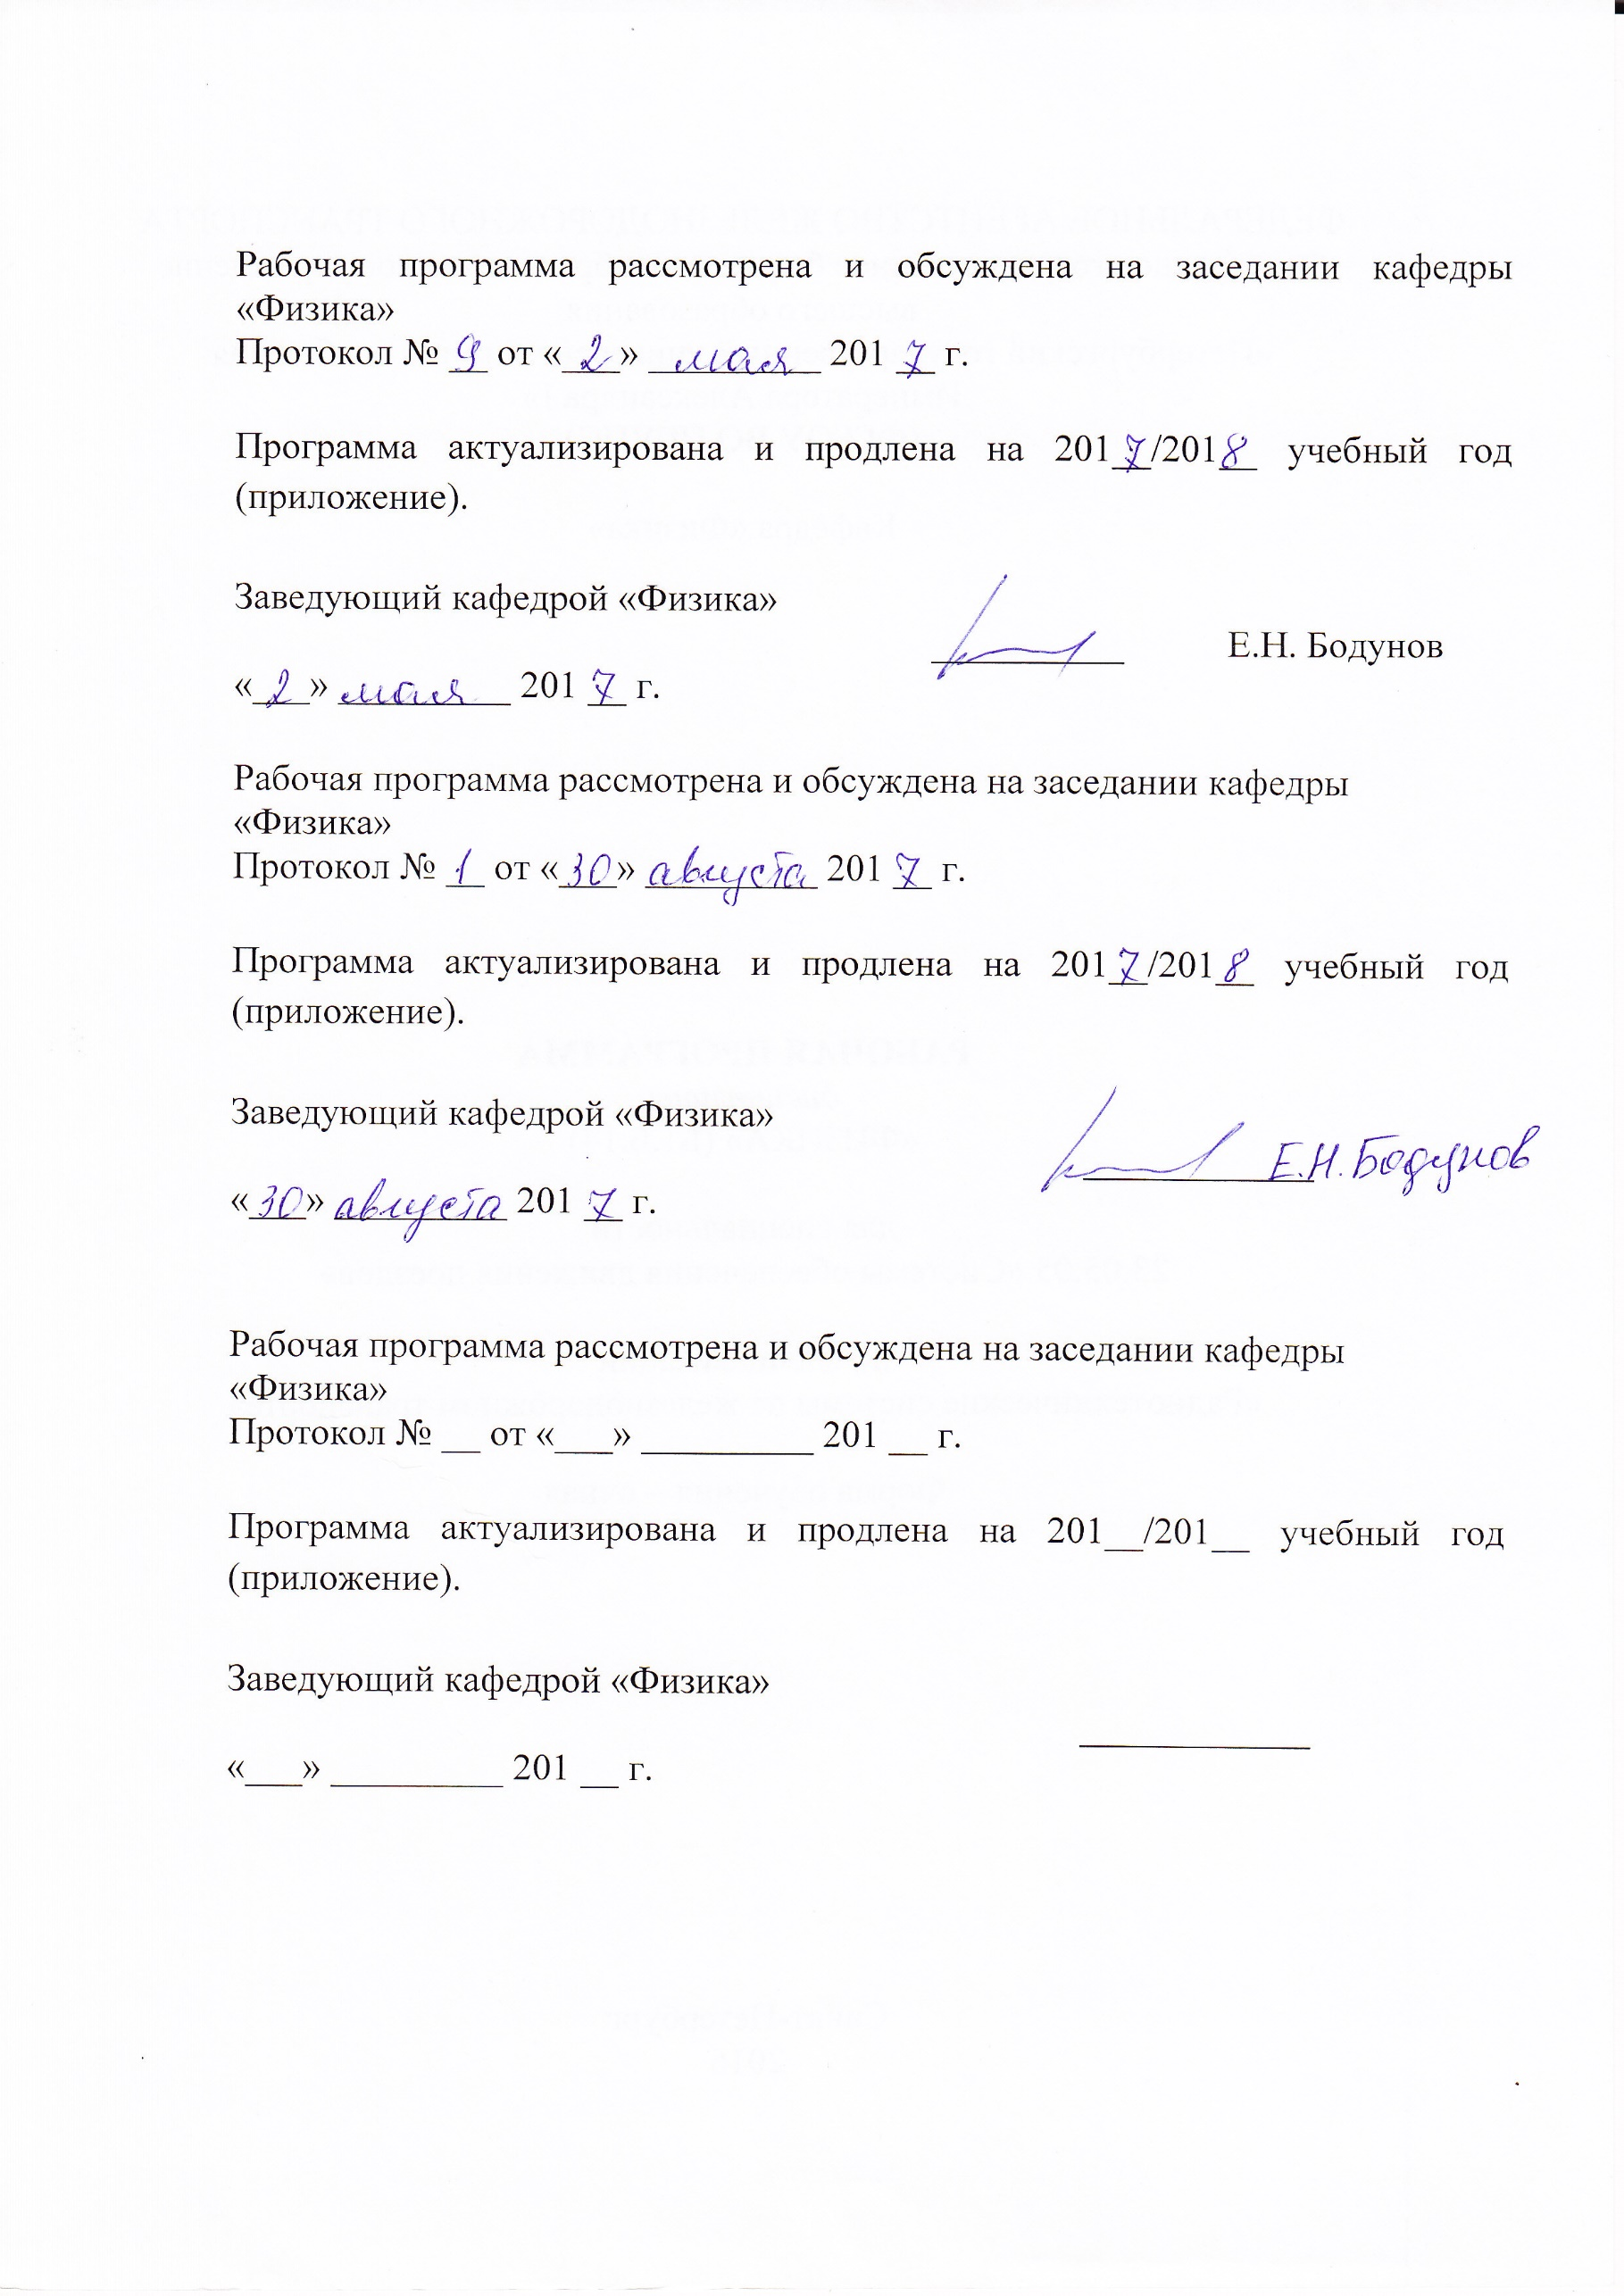 Рабочая программа рассмотрена и обсуждена на заседании кафедры
«Физика»
Протокол № 9 от «2» мая 2017 г.
Программа актуализирована и продлена на 2017/2018 учебный год
(приложение).
Заведующий кафедрой «Физика»
Е.Н. Бодунов
«2» мая 2017 г.
Рабочая программа рассмотрена и обсуждена на заседании кафедры
«Физика»
Протокол № 1 от «30» августа 2017 г.
Программа актуализирована и продлена на 2017/2018 учебный год
(приложение).
Заведующий кафедрой «Физика»
Е.Н. Бодунов
«30» августа 2017 г.
Рабочая программа рассмотрена и обсуждена на заседании кафедры
«Физика»
Протокол № __ от «___» _________ 201 __ г.
Программа актуализирована и продлена на 201__/201__ учебный год
(приложение).
Заведующий кафедрой «Физика»
«___» _________ 201 __ г.